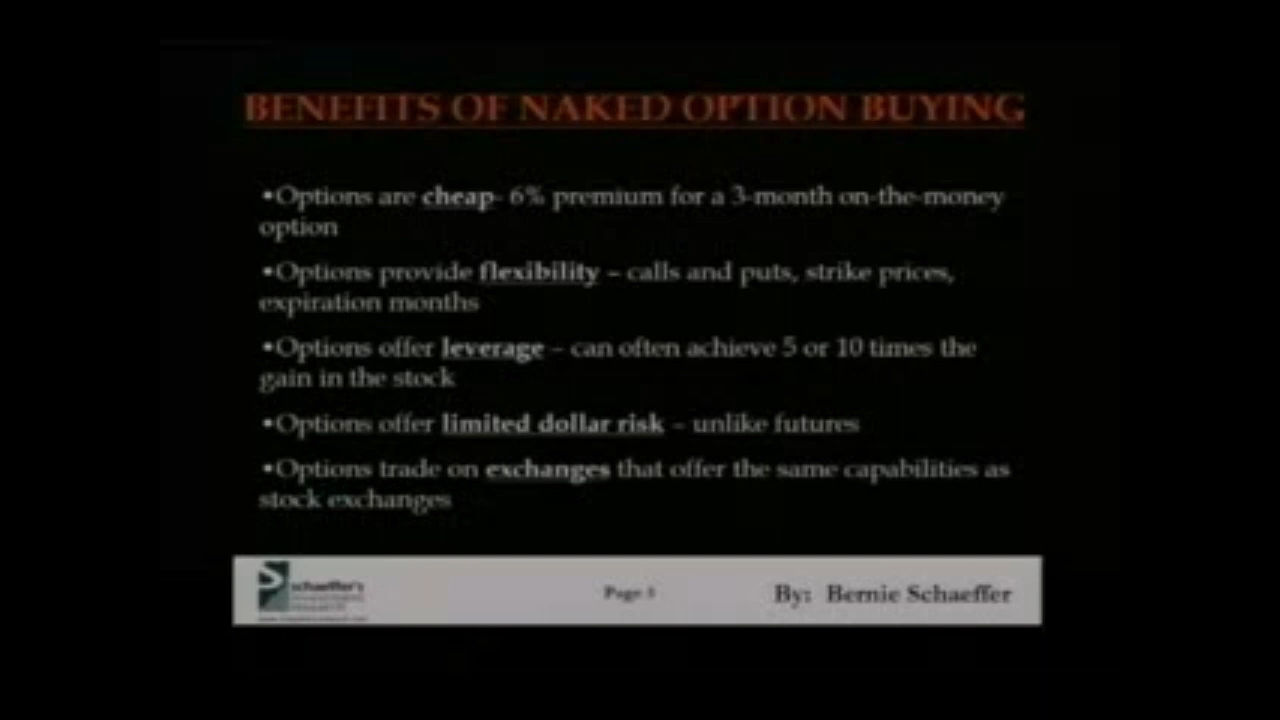 BENEFITS OF NAKED OPTION BUYING
•Options are cheap- 6% premium for a 3-month on-the-money
option
•Options provide flexibility – calls and puts, strike prices,
expiration months
•Options offer leverage – can often achieve 5 or 10 times the
gain in the stock
•Options offer limited dollar risk – unlike futures
•Options trade on exchanges that offer the same capabilities as
stock exchanges
schaeffer's
Page
By: Bernie Schaeffer